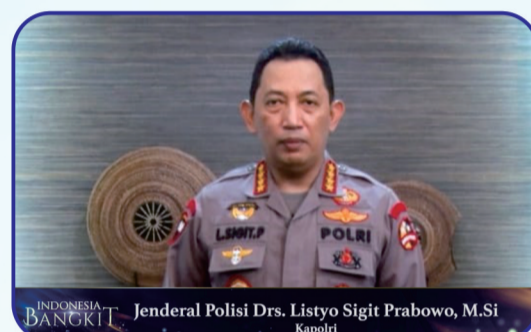 L.SIGIT.P
POLRI
INDONESIA
BANGKIT
Jenderal Polisi Drs. Listyo Sigit Prabowo, M.Si
Kapolri